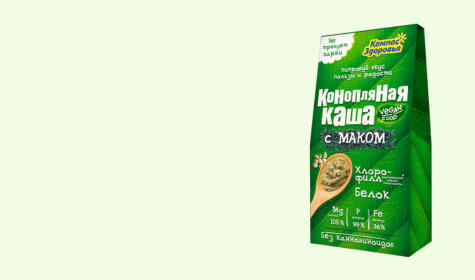 Не
требует
варки
Компас
Здоровья
попробуй вкус
пользы и радости
Конопляная
каша
VEGAN
FOOD
с маком
Хлоро-
филл
Белок
Mg P Fe
105% 99% 36%
Без каннабиноидов